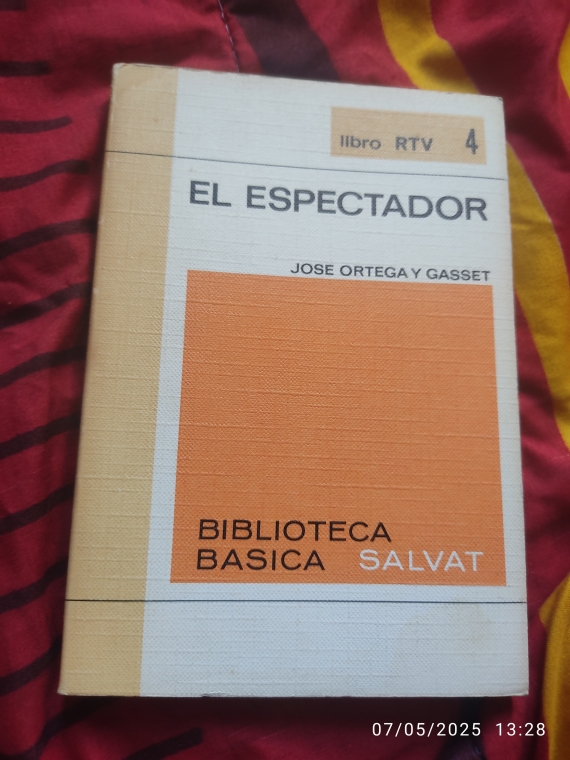 libro RTV 4
EL ESPECTADOR
JOSE ORTEGA Y GASSET
BIBLIOTECA
BASICA SALVAT
07/05/2025 13:28